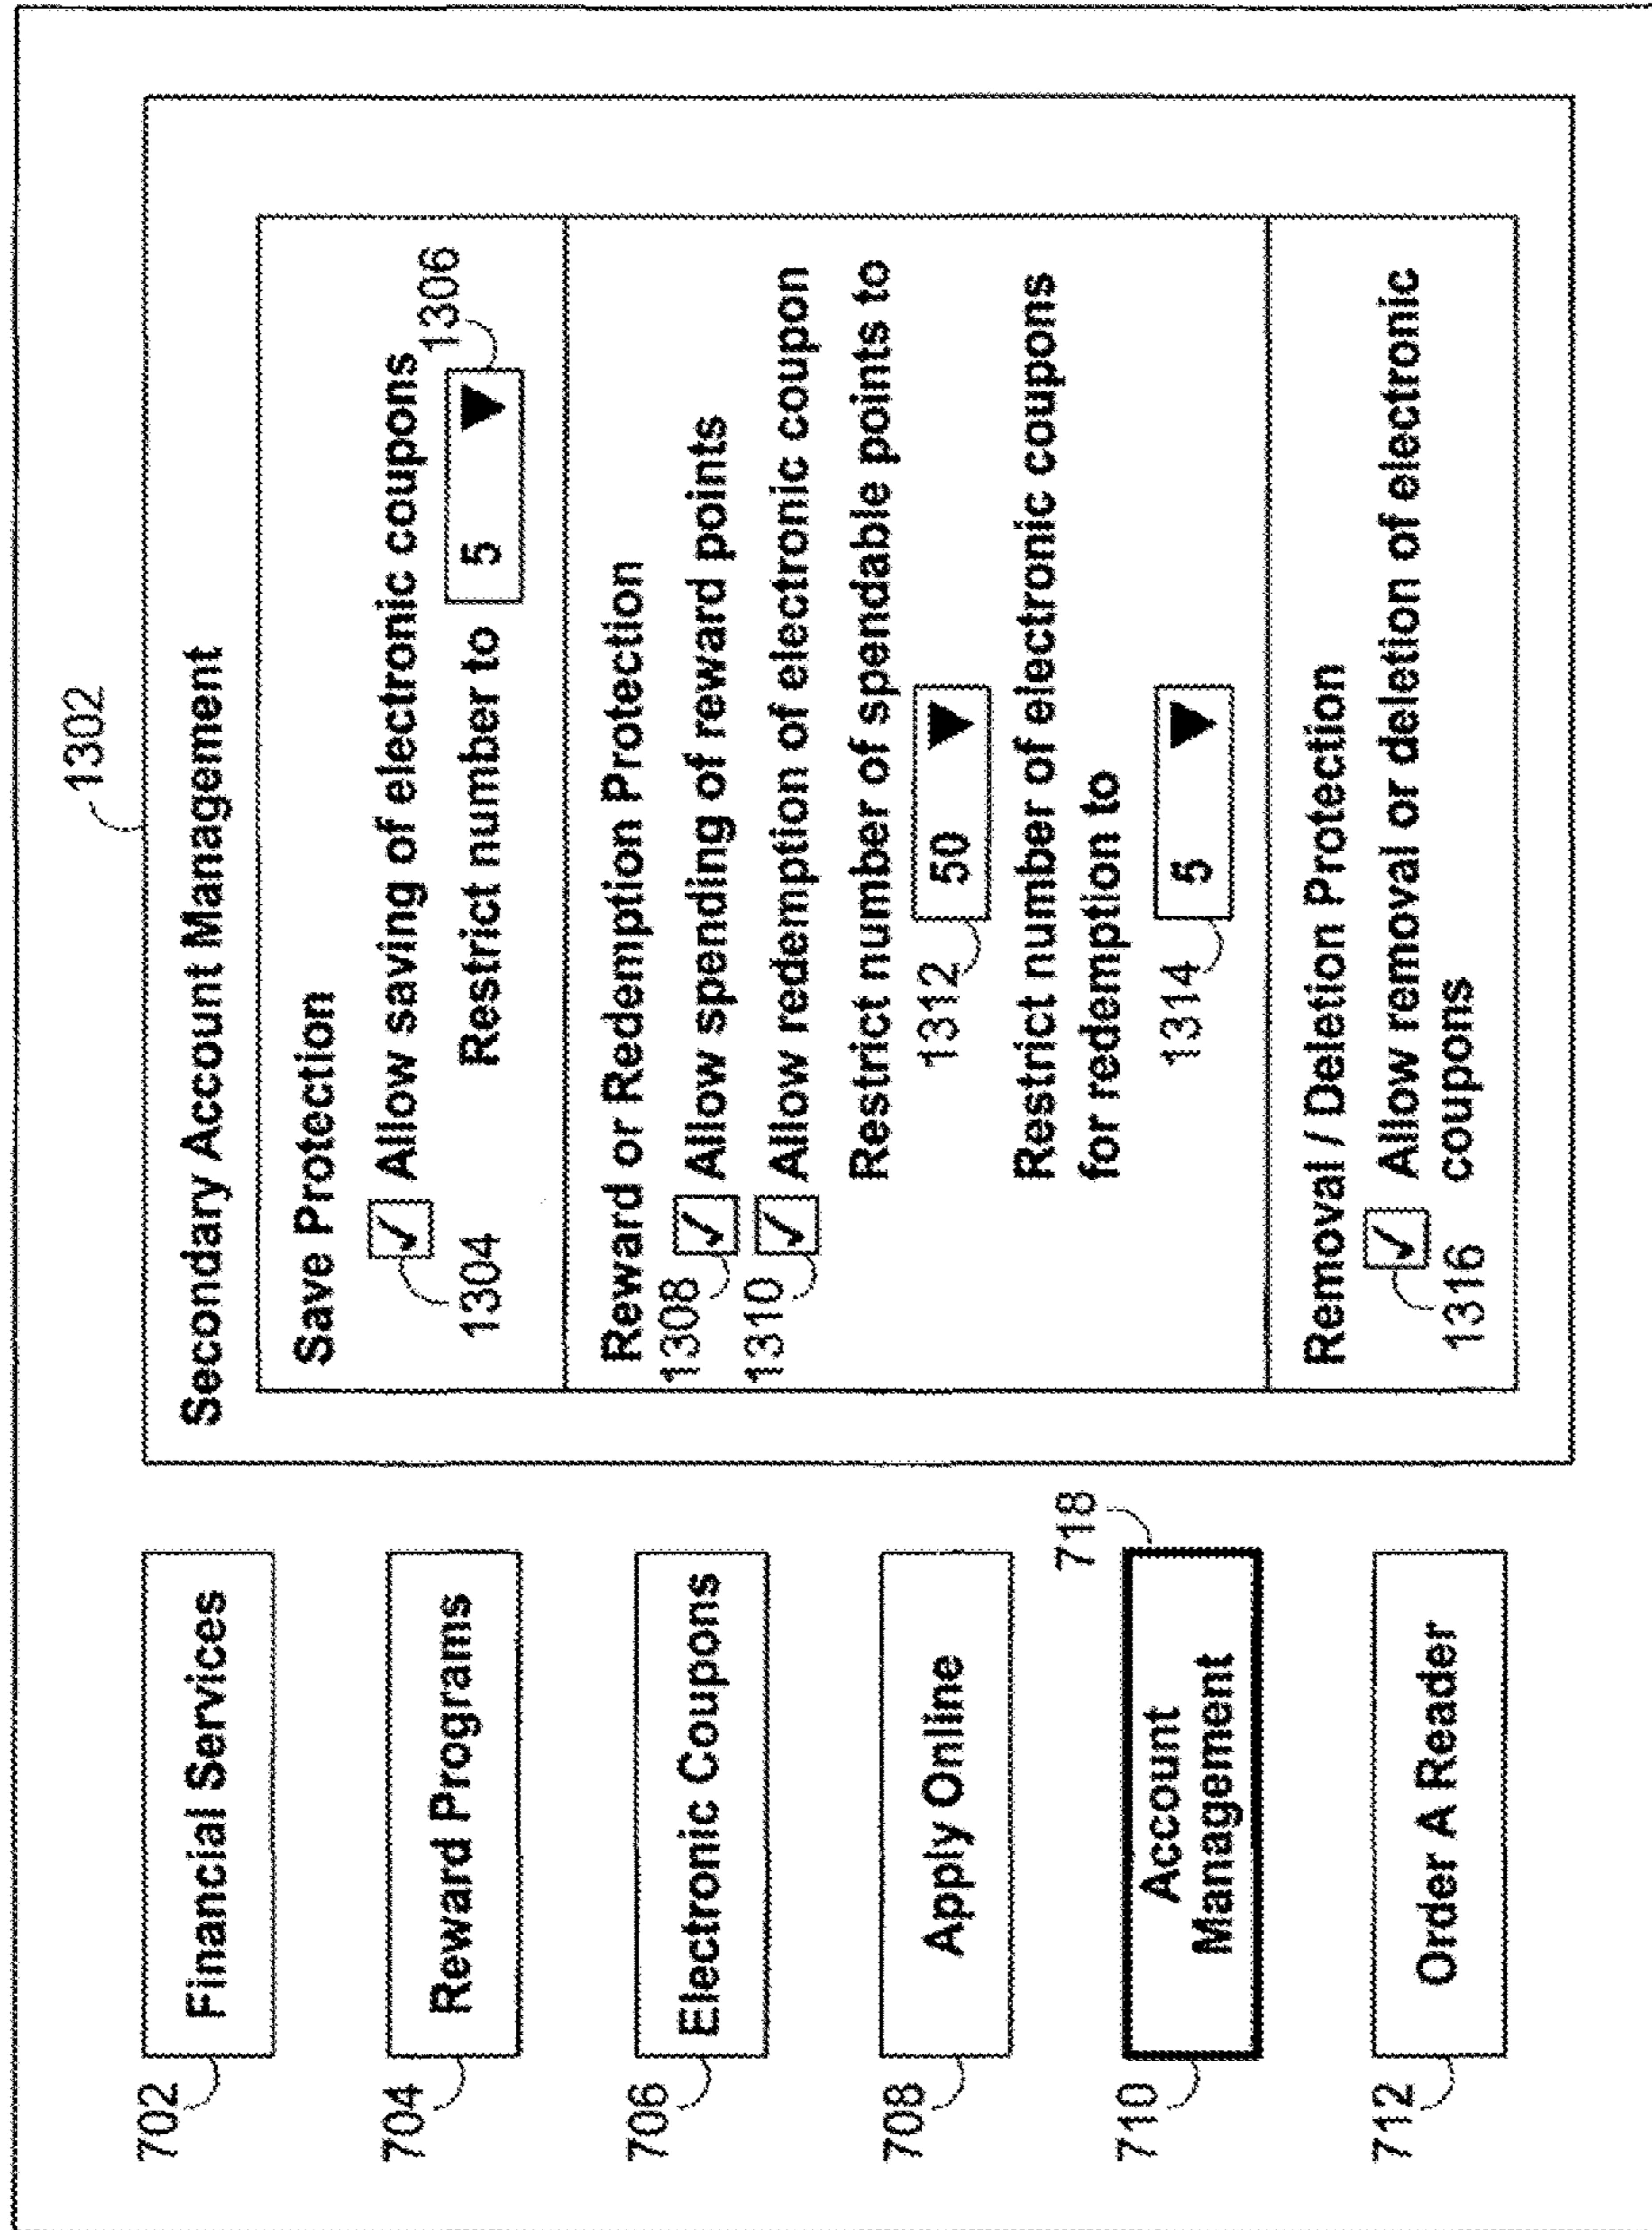 1302
702
Financial Services
704
Reward Programs
706
Electronic Coupons
708
Apply Online
718
710
Account
Management
712
Order A Reader
Secondary Account Management
Save Protection
✓ Allow saving of electronic coupons
1304
Restrict number to 5 ▼
1306
Reward or Redemption Protection
1308 ✓ Allow spending of reward points
1310 ✓ Allow redemption of electronic coupon
Restrict number of spendable points to
1312 50 ▼
Restrict number of electronic coupons
for redemption to
1314 5 ▼
Removal / Deletion Protection
✓ Allow removal or deletion of electronic
1316 coupons